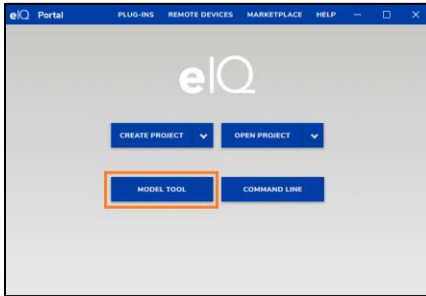 eIQ Portal PLUG-INS REMOTE DEVICES MARKETPLACE HELP
eIQ
CREATE PROJECT OPEN PROJECT
MODEL TOOL COMMAND LINE